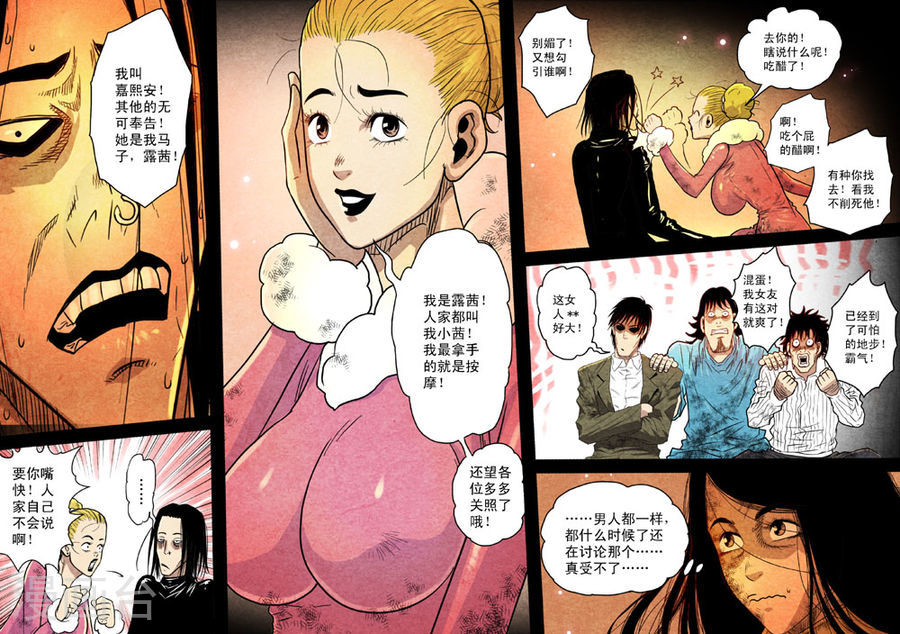 我叫
嘉熙安！
其他的无
可奉告！
她是我马
子，露茜！
要你嘴
快！人
家自己
不会说
啊！
……
我是露茜！
人家都叫
我小茜！
我最拿手
的就是按
摩！
还望各
位多多
关照了
哦！
别媚了！
又想勾
引谁啊！
去你的！
瞎说什么呢！
吃醋了！
啊！
吃个屁
的醋啊！
有种你找
去！看我
不削死他！
这女
人**
好大！
混蛋！
我女友
有这对
就爽了！
已经到
了可怕
的地步！
霸气！
……男人都一样，
都什么时候了还
在讨论那个……
真受不了……
漫画台